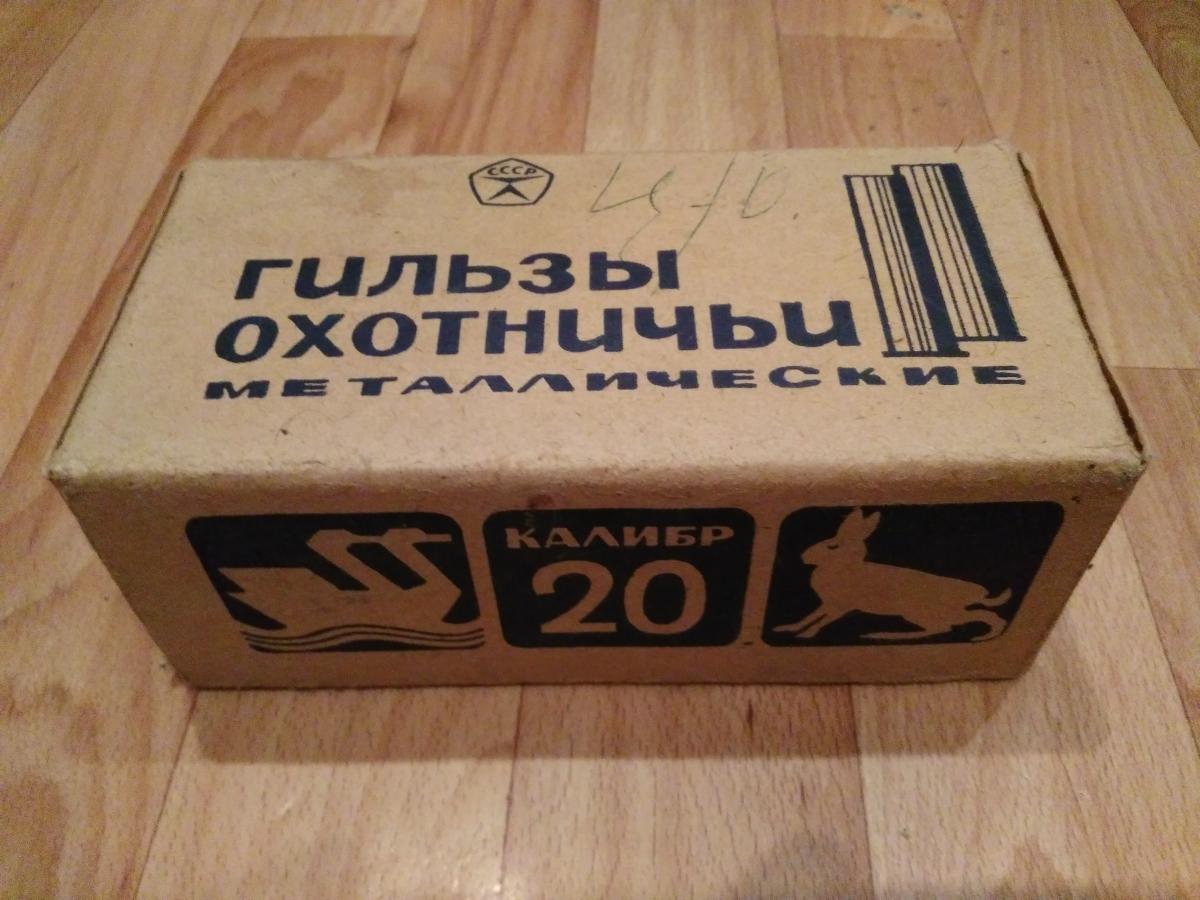 СССР
ГИЛЬЗЫ
ОХОТНИЧЬИ
МЕТАЛЛИЧЕСКИЕ
КАЛИБР
20